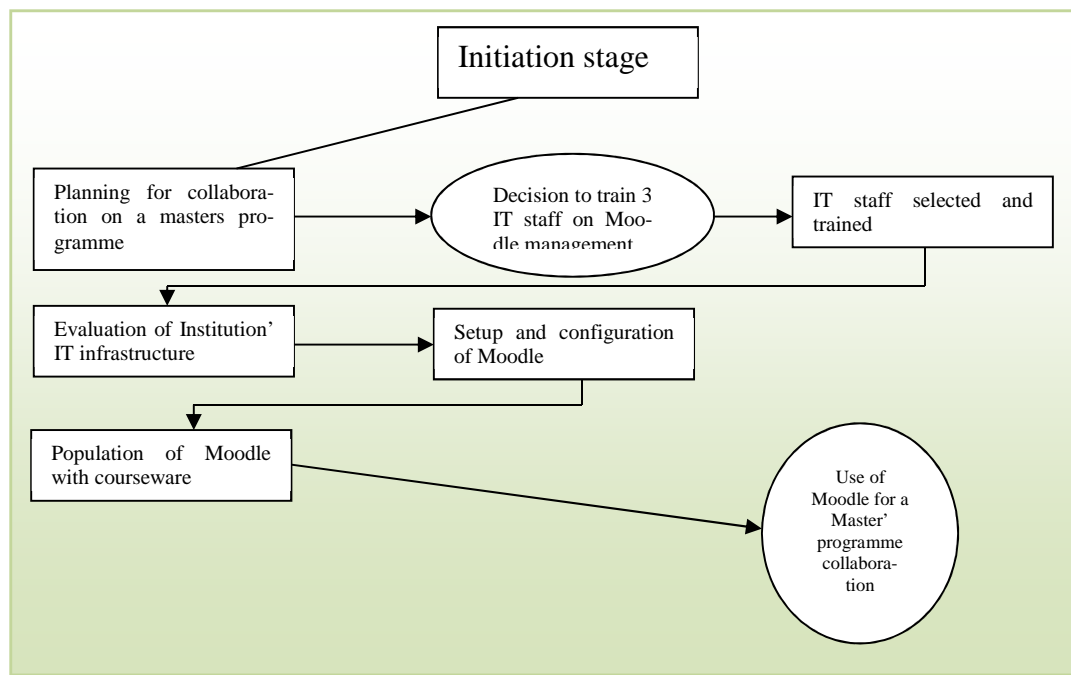 Initiation stage
Planning for collabora-
tion on a masters pro-
gramme
Decision to train 3
IT staff on Moo-
dle management
IT staff selected and
trained
Evaluation of Institution’
IT infrastructure
Setup and configuration
of Moodle
Population of Moodle
with courseware
Use of
Moodle for a
Master’
programme
collabora-
tion